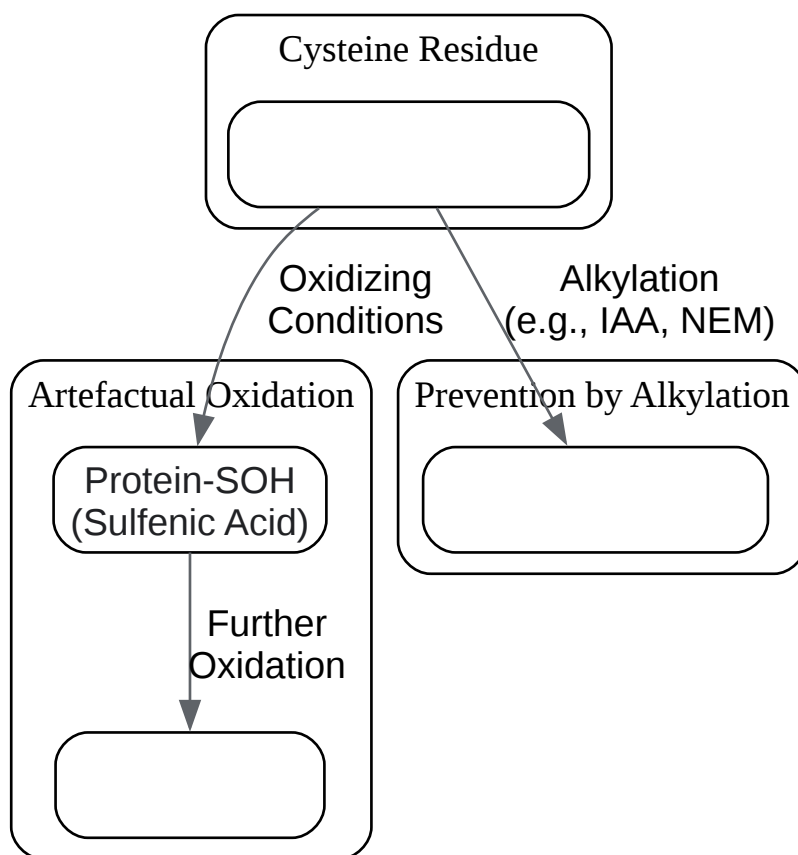 Cysteine Residue
Oxidizing
Conditions
Alkylation
(e.g., IAA, NEM)
Artefactual Oxidation
Prevention by Alkylation
Protein-SOH
(Sulfenic Acid)
Further
Oxidation